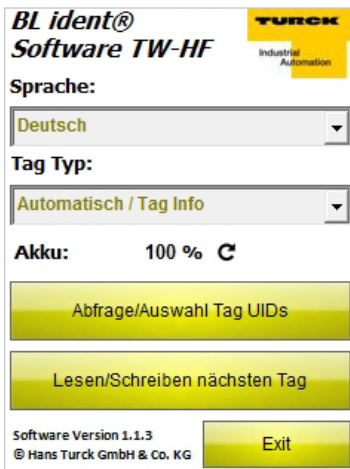 BL ident®
Software TW-HF
TURCK
Industrial
Automation
Sprache:
Deutsch
Tag Typ:
Automatisch / Tag Info
Akku: 100 %
Abfrage/Auswahl Tag UIDs
Lesen/Schreiben nächsten Tag
Software Version 1.1.3
© Hans Turck GmbH & Co. KG
Exit